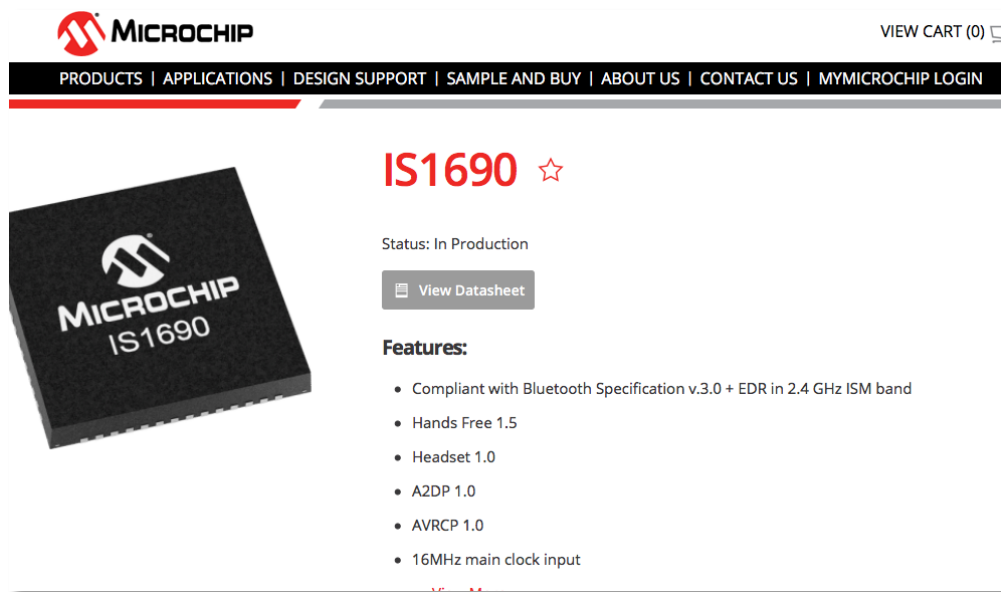 MICROCHIP
VIEW CART (0)
PRODUCTS | APPLICATIONS | DESIGN SUPPORT | SAMPLE AND BUY | ABOUT US | CONTACT US | MYMICROCHIP LOGIN
IS1690
MICROCHIP
IS1690
Status: In Production
View Datasheet
Features:
• Compliant with Bluetooth Specification v.3.0 + EDR in 2.4 GHz ISM band
• Hands Free 1.5
• Headset 1.0
• A2DP 1.0
• AVRCP 1.0
• 16MHz main clock input